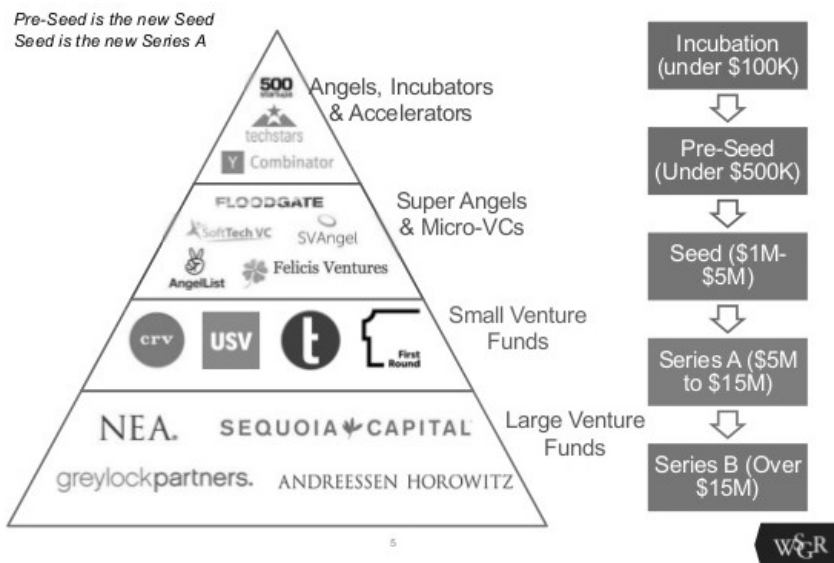 Pre-Seed is the new Seed
Seed is the new Series A
500
startups
techstars
Y Combinator
Angels, Incubators
& Accelerators
FLOODGATE
SoftTech VC
SVAngel
AngelList
Felicis Ventures
Super Angels
& Micro-VCs
crv
USV
t
First
Round
Small Venture
Funds
NEA.
SEQUOIA CAPITAL
greylockpartners.
ANDREESSEN HOROWITZ
Large Venture
Funds
Incubation
(under $100K)
Pre-Seed
(Under $500K)
Seed ($1M-
$5M)
Series A ($5M
to $15M)
Series B (Over
$15M)
5
WSGR